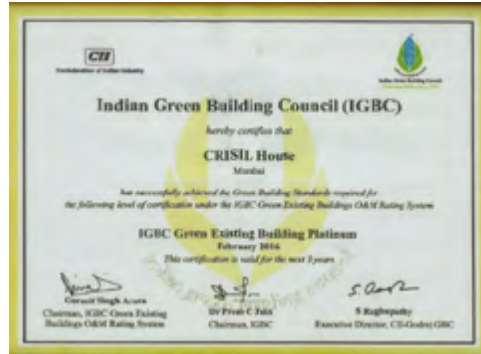 CII
Confederation of Indian Industry
Indian Green Building Council
Indian Green Building Council (IGBC)
hereby certifies that
CRISIL House
Mumbai
has successfully achieved the Green Building Standards required for
the following level of certification under the IGBC Green Existing Buildings O&M Rating System
IGBC Green Existing Building Platinum
February 2016
This certification is valid for the next 3 years
Gurmit Singh Arora
Dr Prem C Jain
S Raghupathy
Chairman, IGBC Green Existing
Buildings O&M Rating System
Chairman, IGBC
Executive Director, CII-Godrej GBC